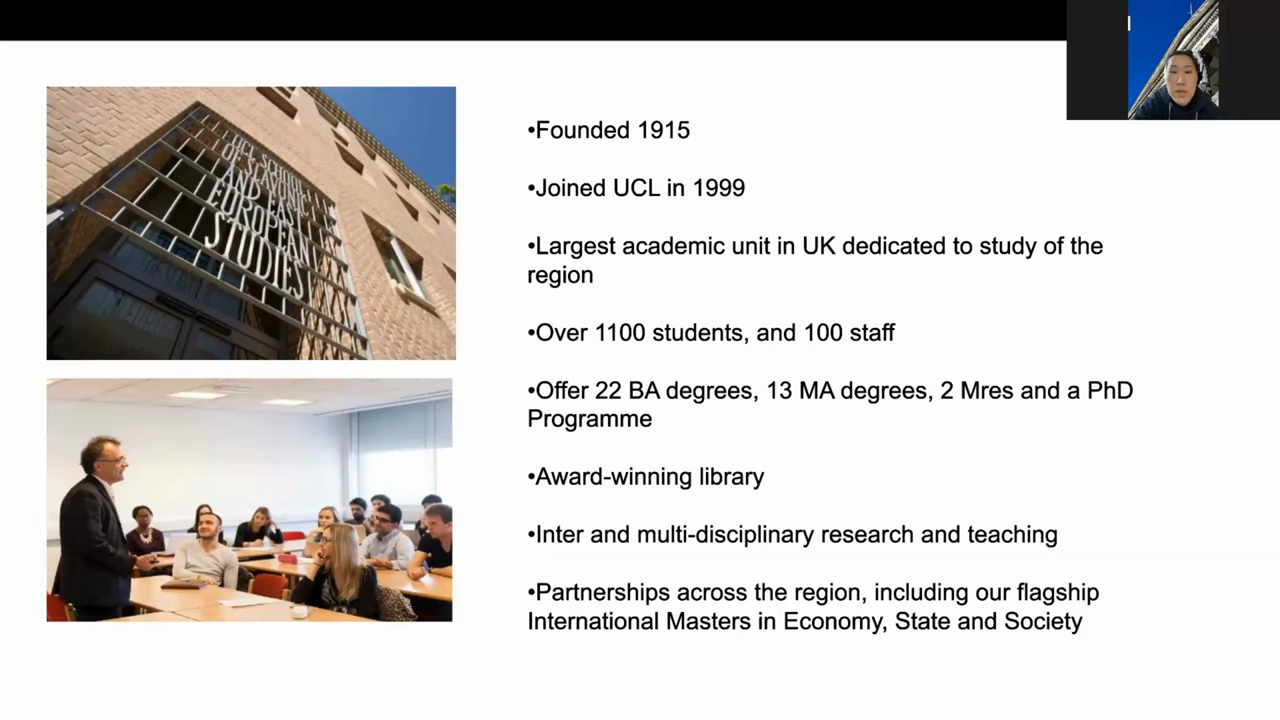 UCL SCHOOL
OF SLAVONIC
AND EAST
EUROPEAN
STUDIES
•Founded 1915
•Joined UCL in 1999
•Largest academic unit in UK dedicated to study of the
region
•Over 1100 students, and 100 staff
•Offer 22 BA degrees, 13 MA degrees, 2 Mres and a PhD
Programme
•Award-winning library
•Inter and multi-disciplinary research and teaching
•Partnerships across the region, including our flagship
International Masters in Economy, State and Society